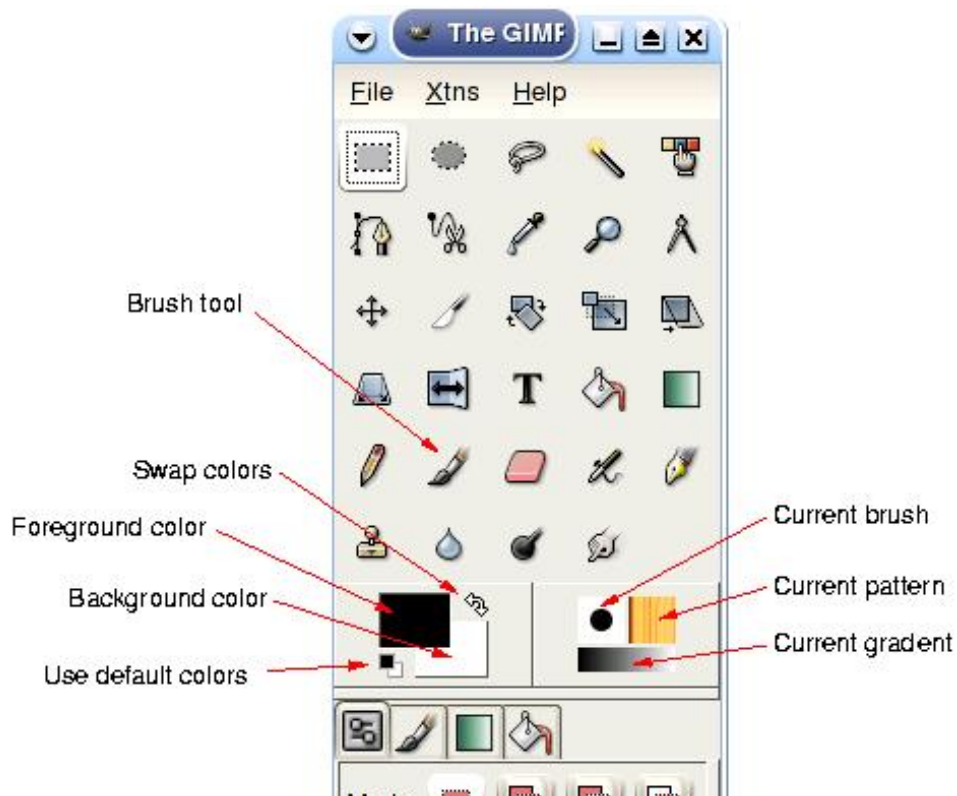 The GIMP
File Xtns Help
Brush tool
Swap colors
Foreground color
Background color
Use default colors
Current brush
Current pattern
Current gradent